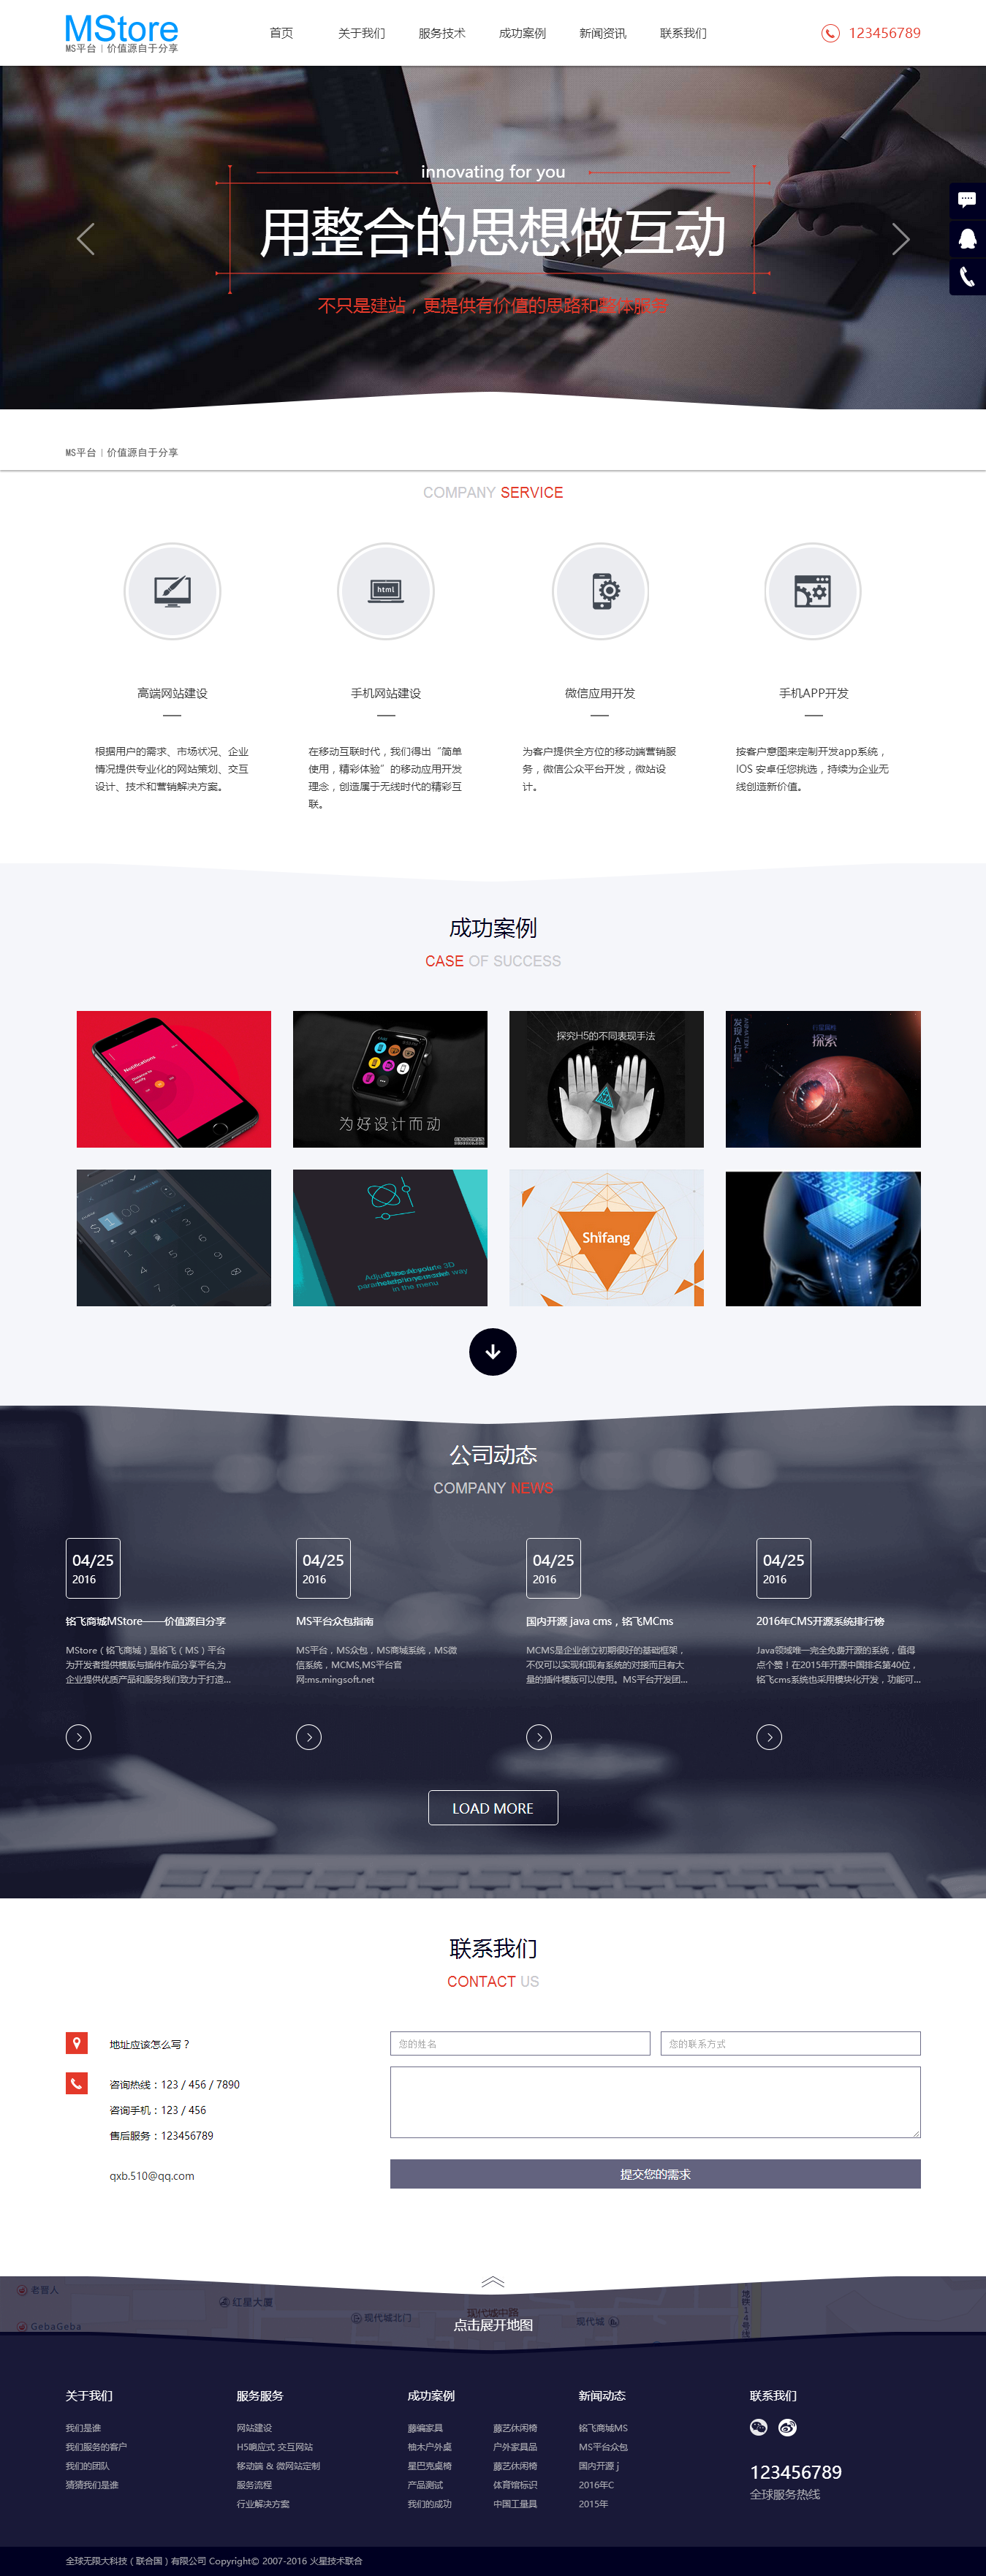 MStore
MS平台 | 价值源自于分享
首页 关于我们 服务技术 成功案例 新闻资讯 联系我们
123456789
innovating for you
用整合的思想做互动
不只是建站，更提供有价值的思路和整体服务
MS平台 | 价值源自于分享
COMPANY SERVICE
html
高端网站建设
根据用户的需求、市场状况、企业
情况提供专业化的网站策划、交互
设计、技术和营销解决方案。
手机网站建设
在移动互联时代，我们得出“简单
使用，精彩体验”的移动应用开发
理念，创造属于无线时代的精彩互
联。
微信应用开发
为客户提供全方位的移动端营销服
务，微信公众平台开发，微站设
计。
手机APP开发
按客户意图来定制开发app系统，
IOS 安卓任您挑选，持续为企业无
线创造新价值。
成功案例
CASE OF SUCCESS
Notifications
为好设计而动
探究H5的不同表现手法
发现A行星
探索
Shifang
in the menu
公司动态
COMPANY NEWS
04/25
2016
铭飞商城MStore——价值源自分享
MStore（铭飞商城）是铭飞（MS）平台
为开发者提供模板与插件作品分享平台,为
企业提供优质产品和服务我们致力于打造...
04/25
2016
MS平台众包指南
MS平台，MS众包，MS商城系统，MS微
信系统，MCMS,MS平台官
网:ms.mingsoft.net
04/25
2016
国内开源 java cms，铭飞MCms
MCMS是企业创立初期很好的基础框架，
不仅可以实现和现有系统的对接而且有大
量的插件模版可以使用。MS平台开发团...
04/25
2016
2016年CMS开源系统排行榜
Java领域唯一完全免费开源的系统，值得
点个赞！在2015年开源中国排名第40位，
铭飞cms系统也采用模块化开发，功能可...
LOAD MORE
联系我们
CONTACT US
地址应该怎么写？
咨询热线：123 / 456 / 7890
咨询手机：123 / 456
售后服务：123456789
qxb.510@qq.com
您的姓名
您的联系方式
提交您的需求
老晋人
GebaGeba
红星大厦
现代城北门
现代城中路
现代城
地铁14号线
点击展开地图
关于我们
我们是谁
我们服务的客户
我们的团队
猜猜我们是谁
服务服务
网站建设
H5响应式 交互网站
移动端 & 微网站定制
服务流程
行业解决方案
成功案例
藤编家具 藤艺休闲椅
柚木户外桌 户外家具品
星巴克桌椅 藤艺休闲椅
产品测试 体育馆标识
我们的成功 中国工量具
新闻动态
铭飞商城MS
MS平台众包
国内开源 j
2016年C
2015年
联系我们
123456789
全球服务热线
全球无限大科技（联合国）有限公司 Copyright© 2007-2016 火星技术联合